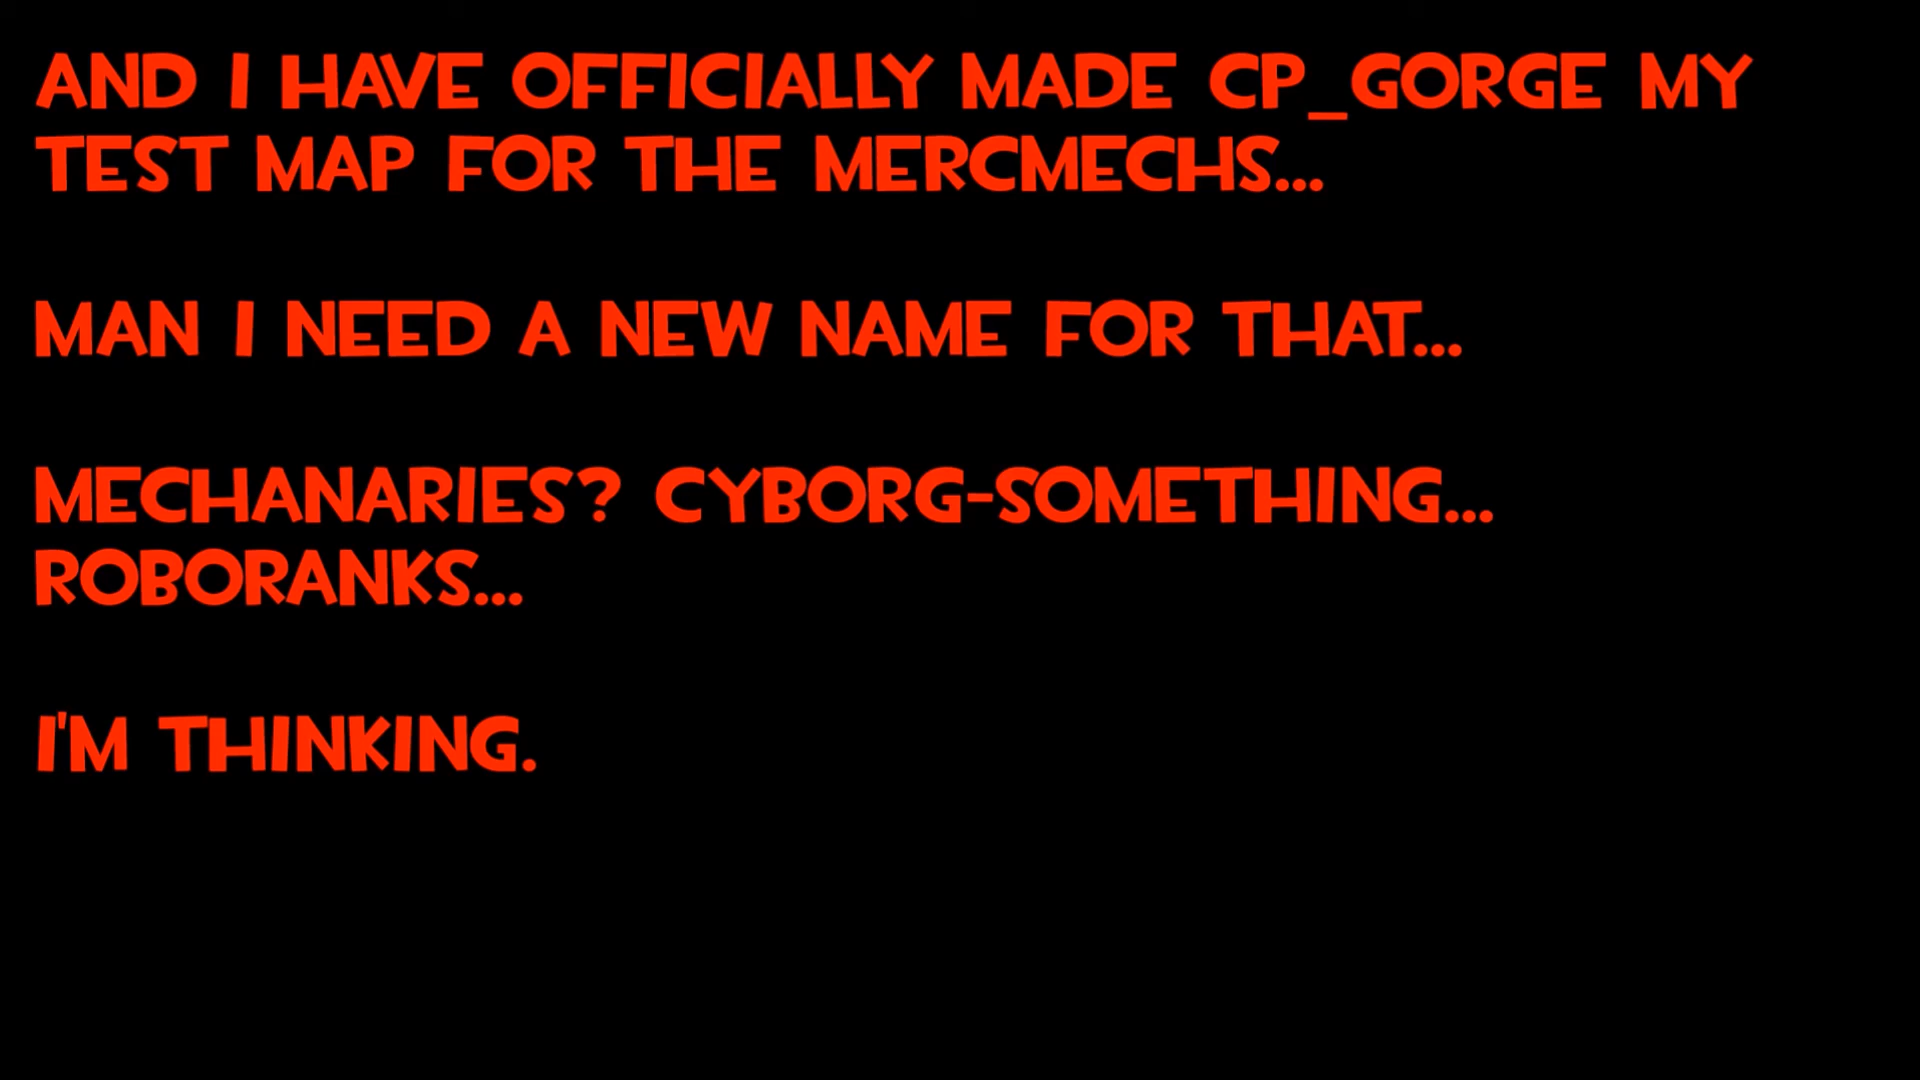 AND I HAVE OFFICIALLY MADE CP_GORGE MY
TEST MAP FOR THE MERCMECHS...
MAN I NEED A NEW NAME FOR THAT...
MECHANARIES? CYBORG-SOMETHING...
ROBORANKS...
I'M THINKING.